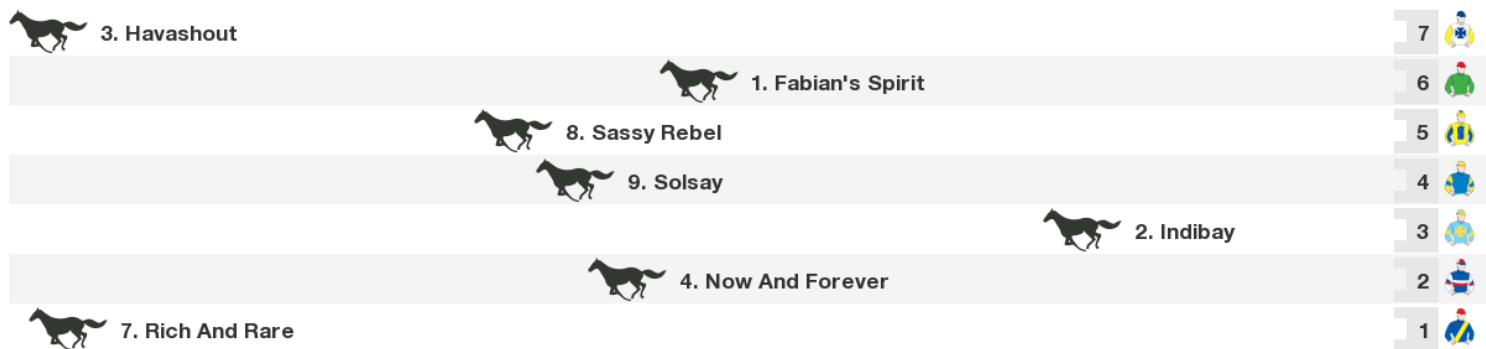 3. Havashout 7
1. Fabian's Spirit 6
8. Sassy Rebel 5
9. Solsay 4
2. Indibay 3
4. Now And Forever 2
7. Rich And Rare 1